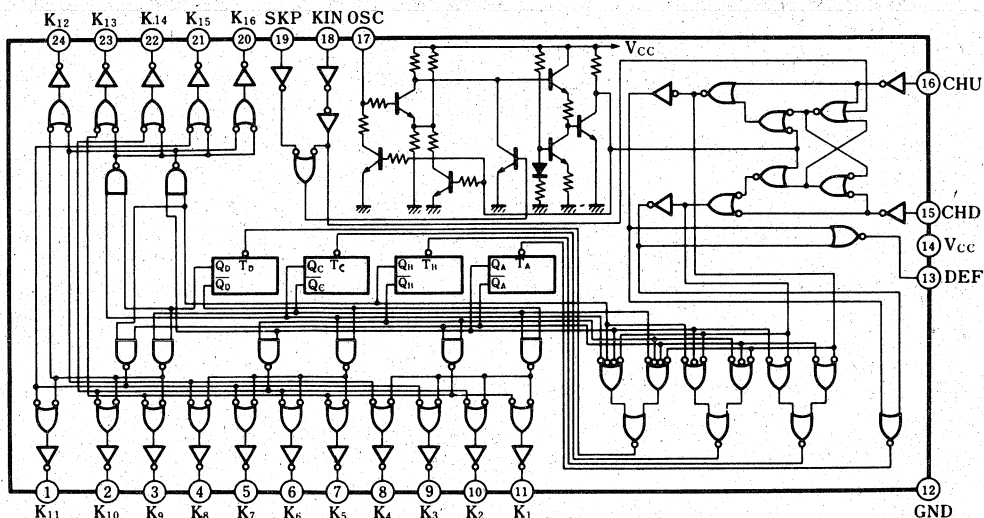 K12 K13 K14 K15 K16 SKP KIN OSC
24 23 22 21 20 19 18 17
VCC
16 CHU
15 CHD
14 VCC
13 DEF
QD TD QC TC QH TH QA TA
QD QC QH QA
1 2 3 4 5 6 7 8 9 10 11 12
K11 K10 K9 K8 K7 K6 K5 K4 K3 K2 K1 GND